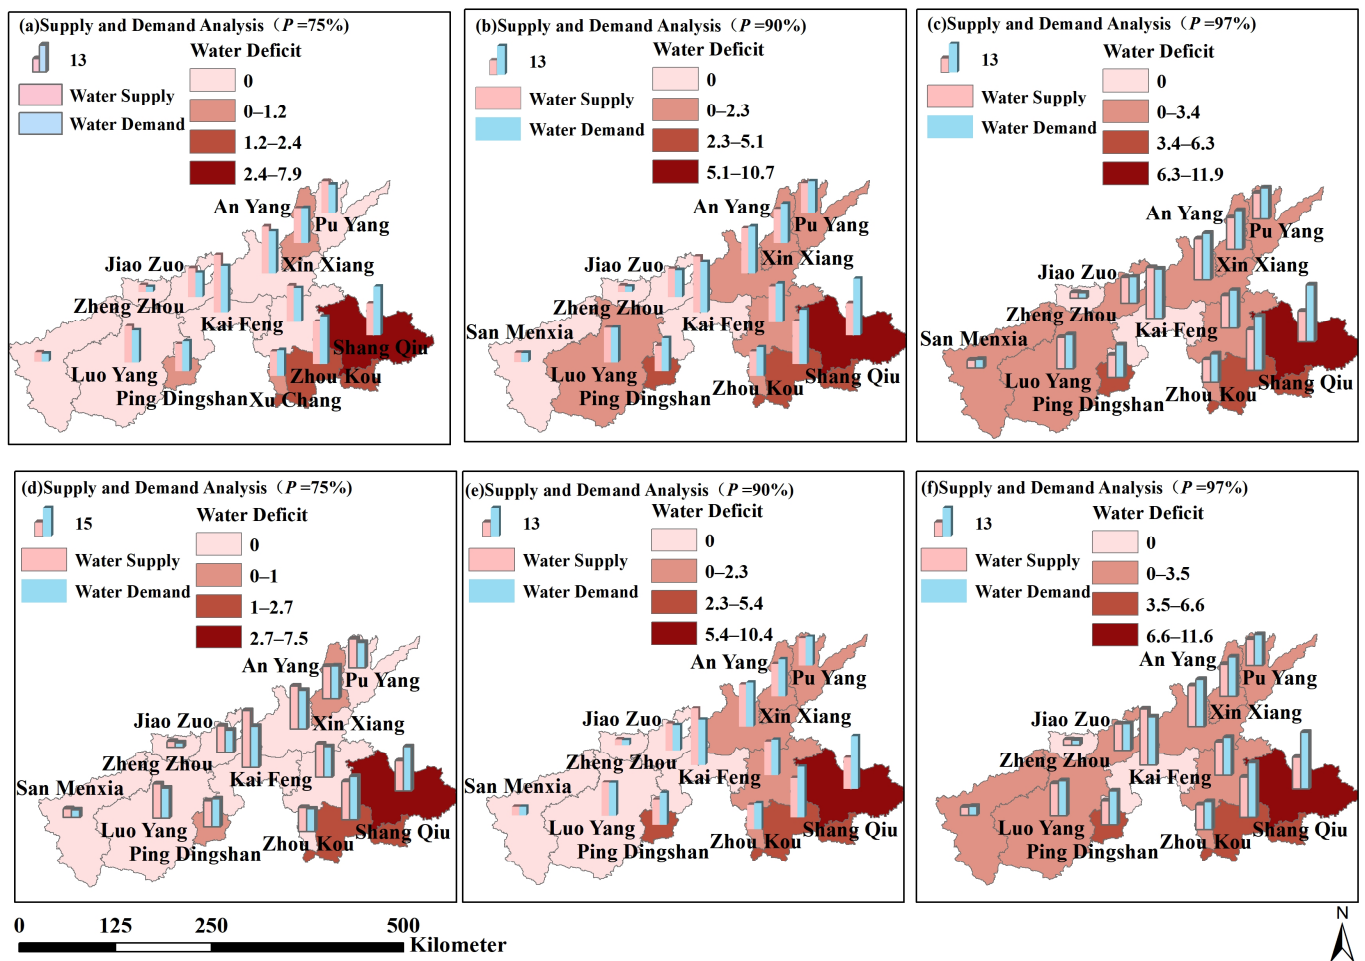 (a)Supply and Demand Analysis（P =75%)
13
Water Supply
Water Demand
Water Deficit
0
0–1.2
1.2–2.4
2.4–7.9
An Yang
Pu Yang
Jiao Zuo
Xin Xiang
Zheng Zhou
Kai Feng
Shang Qiu
Luo Yang
Zhou Kou
Ping Dingshan
Xu Chang
(b)Supply and Demand Analysis（P =90%)
13
Water Supply
Water Demand
Water Deficit
0
0–2.3
2.3–5.1
5.1–10.7
An Yang
Pu Yang
Jiao Zuo
Xin Xiang
Zheng Zhou
San Menxia
Kai Feng
Luo Yang
Shang Qiu
Ping Dingshan
Zhou Kou
(c)Supply and Demand Analysis（P =97%)
13
Water Supply
Water Demand
Water Deficit
0
0–3.4
3.4–6.3
6.3–11.9
An Yang
Pu Yang
Jiao Zuo
Xin Xiang
Zheng Zhou
San Menxia
Kai Feng
Luo Yang
Shang Qiu
Ping Dingshan
Zhou Kou
(d)Supply and Demand Analysis（P =75%)
15
Water Supply
Water Demand
Water Deficit
0
0–1
1–2.7
2.7–7.5
An Yang
Pu Yang
Jiao Zuo
Xin Xiang
Zheng Zhou
San Menxia
Kai Feng
Luo Yang
Shang Qiu
Ping Dingshan
Zhou Kou
(e)Supply and Demand Analysis（P =90%)
13
Water Supply
Water Demand
Water Deficit
0
0–2.3
2.3–5.4
5.4–10.4
An Yang
Pu Yang
Jiao Zuo
Xin Xiang
Zheng Zhou
San Menxia
Kai Feng
Luo Yang
Shang Qiu
Ping Dingshan
Zhou Kou
(f)Supply and Demand Analysis（P =97%)
13
Water Supply
Water Demand
Water Deficit
0
0–3.5
3.5–6.6
6.6–11.6
An Yang
Pu Yang
Jiao Zuo
Xin Xiang
Zheng Zhou
San Menxia
Kai Feng
Luo Yang
Shang Qiu
Ping Dingshan
Zhou Kou
0 125 250 500
Kilometer
N